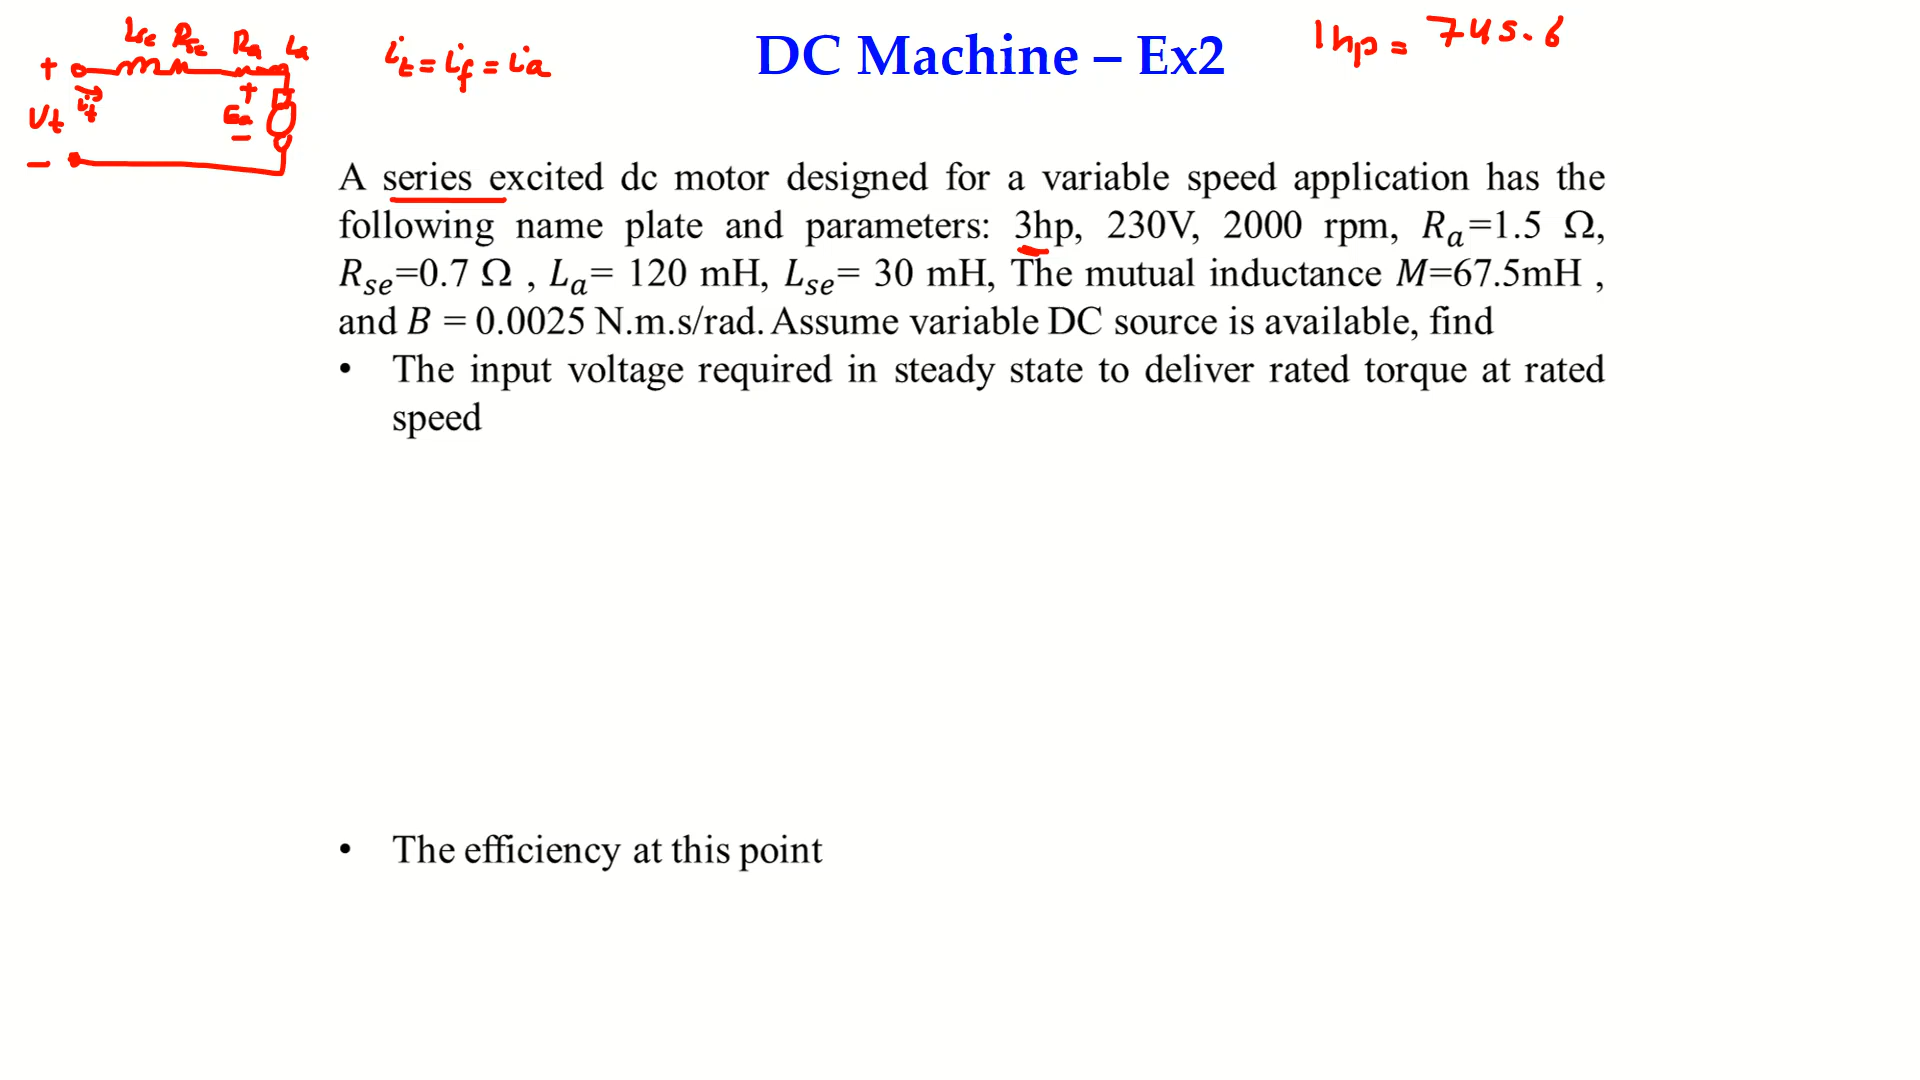 DC Machine – Ex2
1hp = 745.6
Lse Rse Ra La
it = if = ia
+
it
Vt
+
Ea
–
–
A series excited dc motor designed for a variable speed application has the
following name plate and parameters: 3hp, 230V, 2000 rpm, Ra=1.5 Ω,
Rse=0.7 Ω , La= 120 mH, Lse= 30 mH, The mutual inductance M=67.5mH ,
and B = 0.0025 N.m.s/rad. Assume variable DC source is available, find
• The input voltage required in steady state to deliver rated torque at rated
speed
• The efficiency at this point